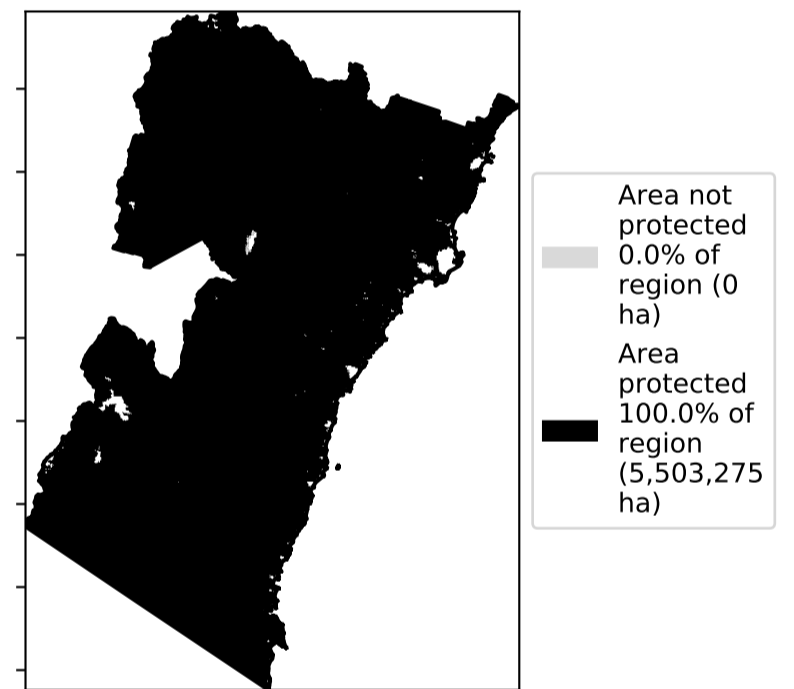 Area not
protected
0.0% of
region (0
ha)
Area
protected
100.0% of
region
(5,503,275
ha)